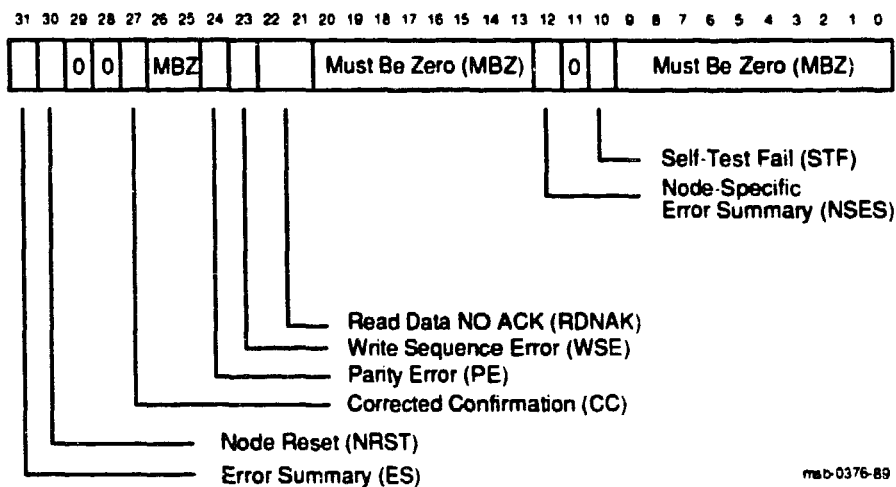 31 30 29 28 27 26 25 24 23 22 21 20 19 18 17 16 15 14 13 12 11 10 9 8 7 6 5 4 3 2 1 0
0 0 MBZ Must Be Zero (MBZ) 0 Must Be Zero (MBZ)
Self-Test Fail (STF)
Node-Specific
Error Summary (NSES)
Read Data NO ACK (RDNAK)
Write Sequence Error (WSE)
Parity Error (PE)
Corrected Confirmation (CC)
Node Reset (NRST)
Error Summary (ES)
msb-0376-89